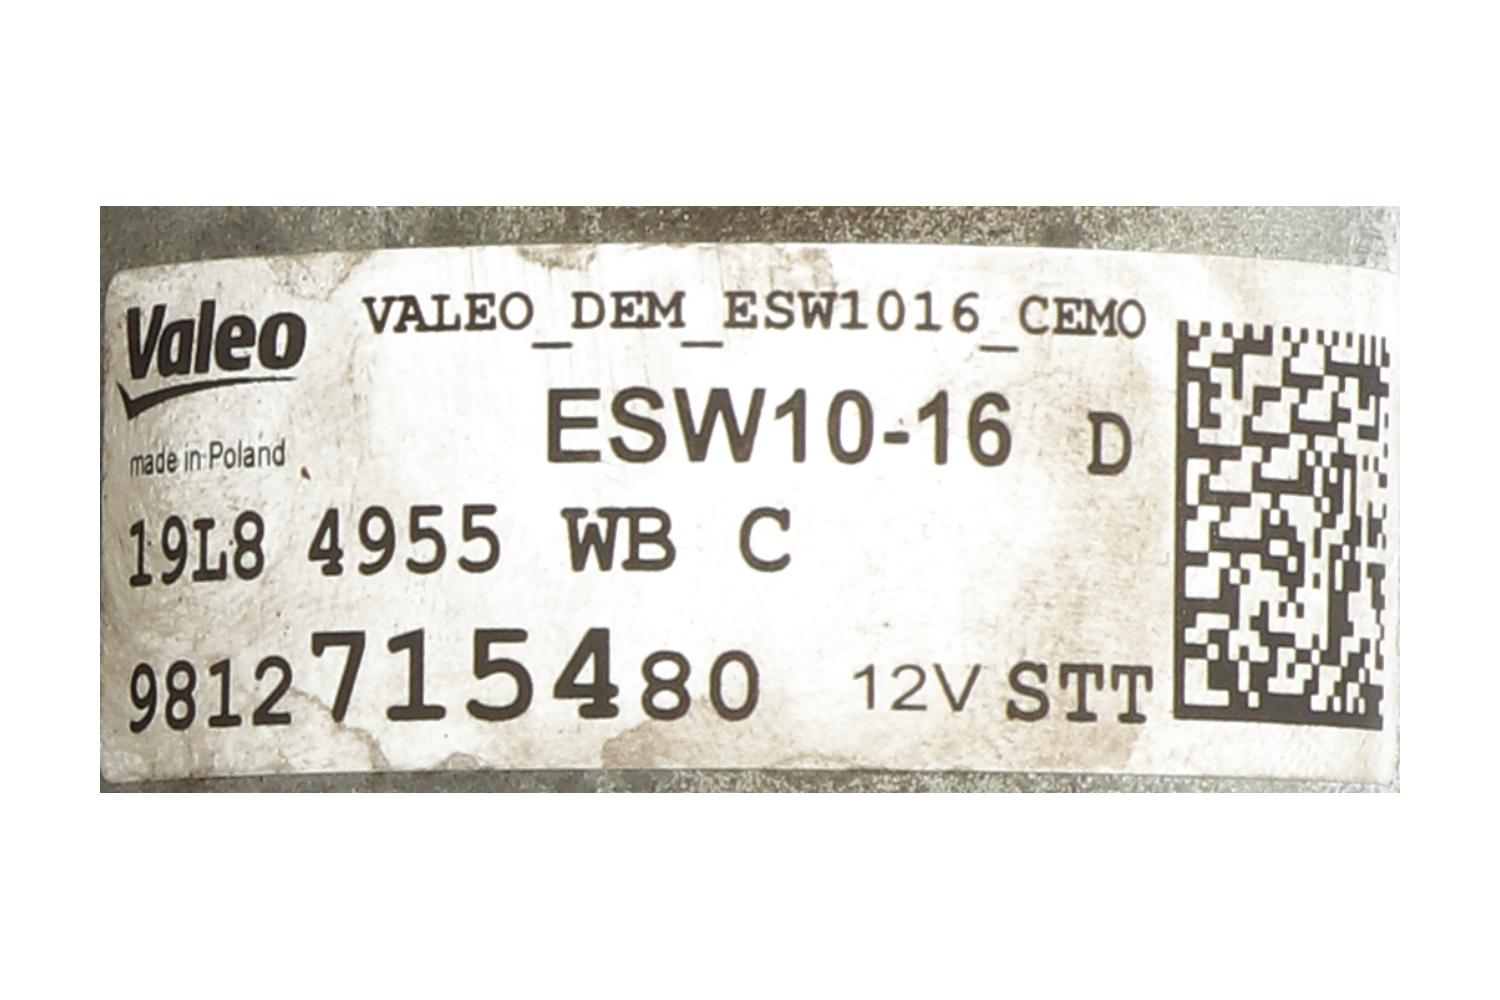 Valeo
VALEO_DEM_ESW1016_CEMO
made in Poland
ESW10-16 D
19L8 4955 WB C
9812715480 12V STT